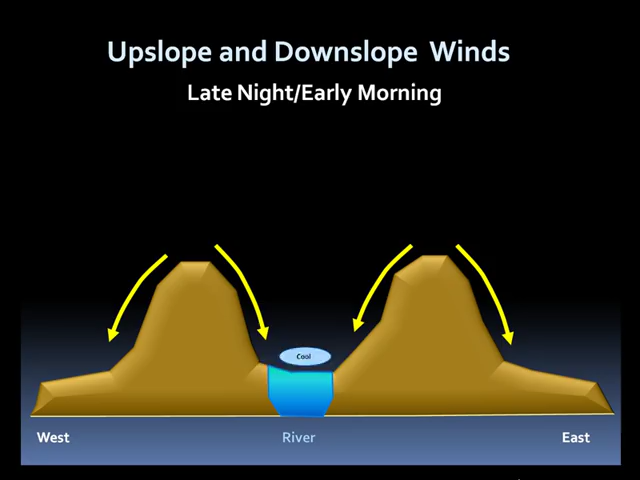 Upslope and Downslope Winds
Late Night/Early Morning
Cool
West River East